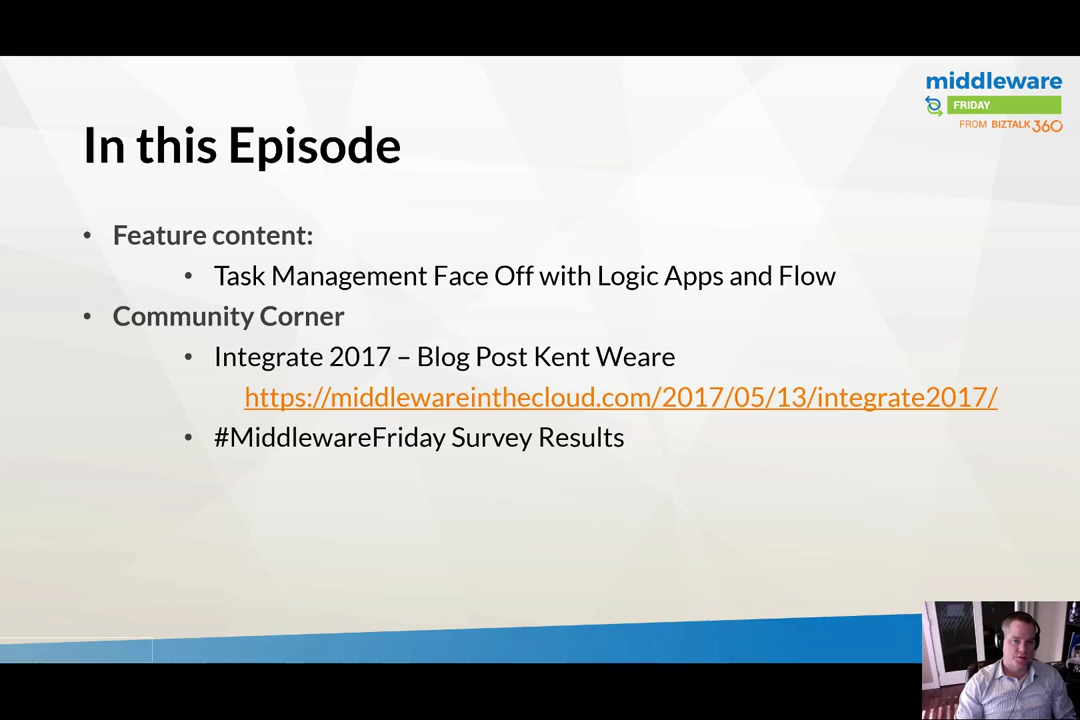 middleware
FRIDAY
FROM BIZTALK 360
In this Episode
• Feature content:
• Task Management Face Off with Logic Apps and Flow
• Community Corner
• Integrate 2017 – Blog Post Kent Weare
https://middlewareinthecloud.com/2017/05/13/integrate2017/
• #MiddlewareFriday Survey Results